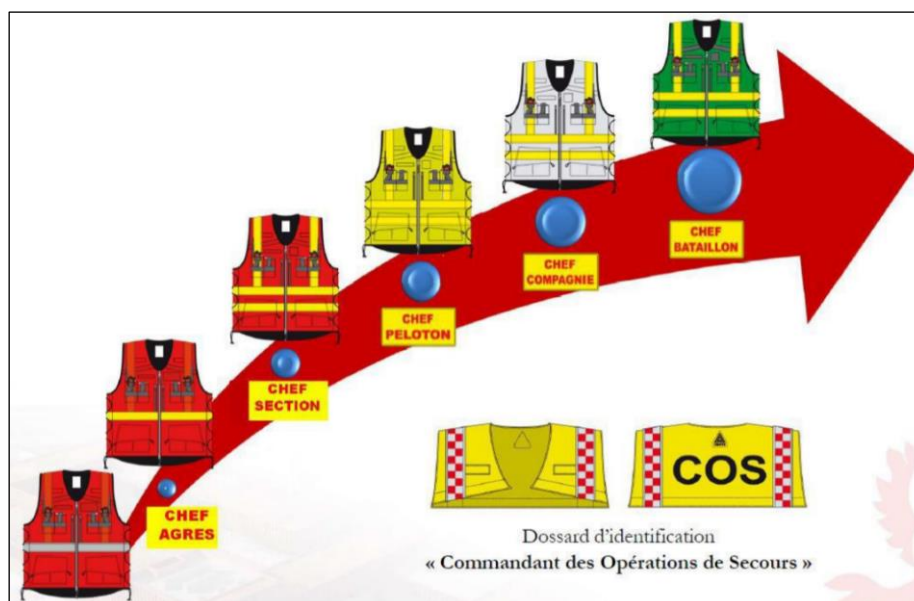 CHEF
BATAILLON
CHEF
COMPAGNIE
CHEF
PELOTON
CHEF
SECTION
CHEF
AGRES
COS
Dossard d'identification
« Commandant des Opérations de Secours »